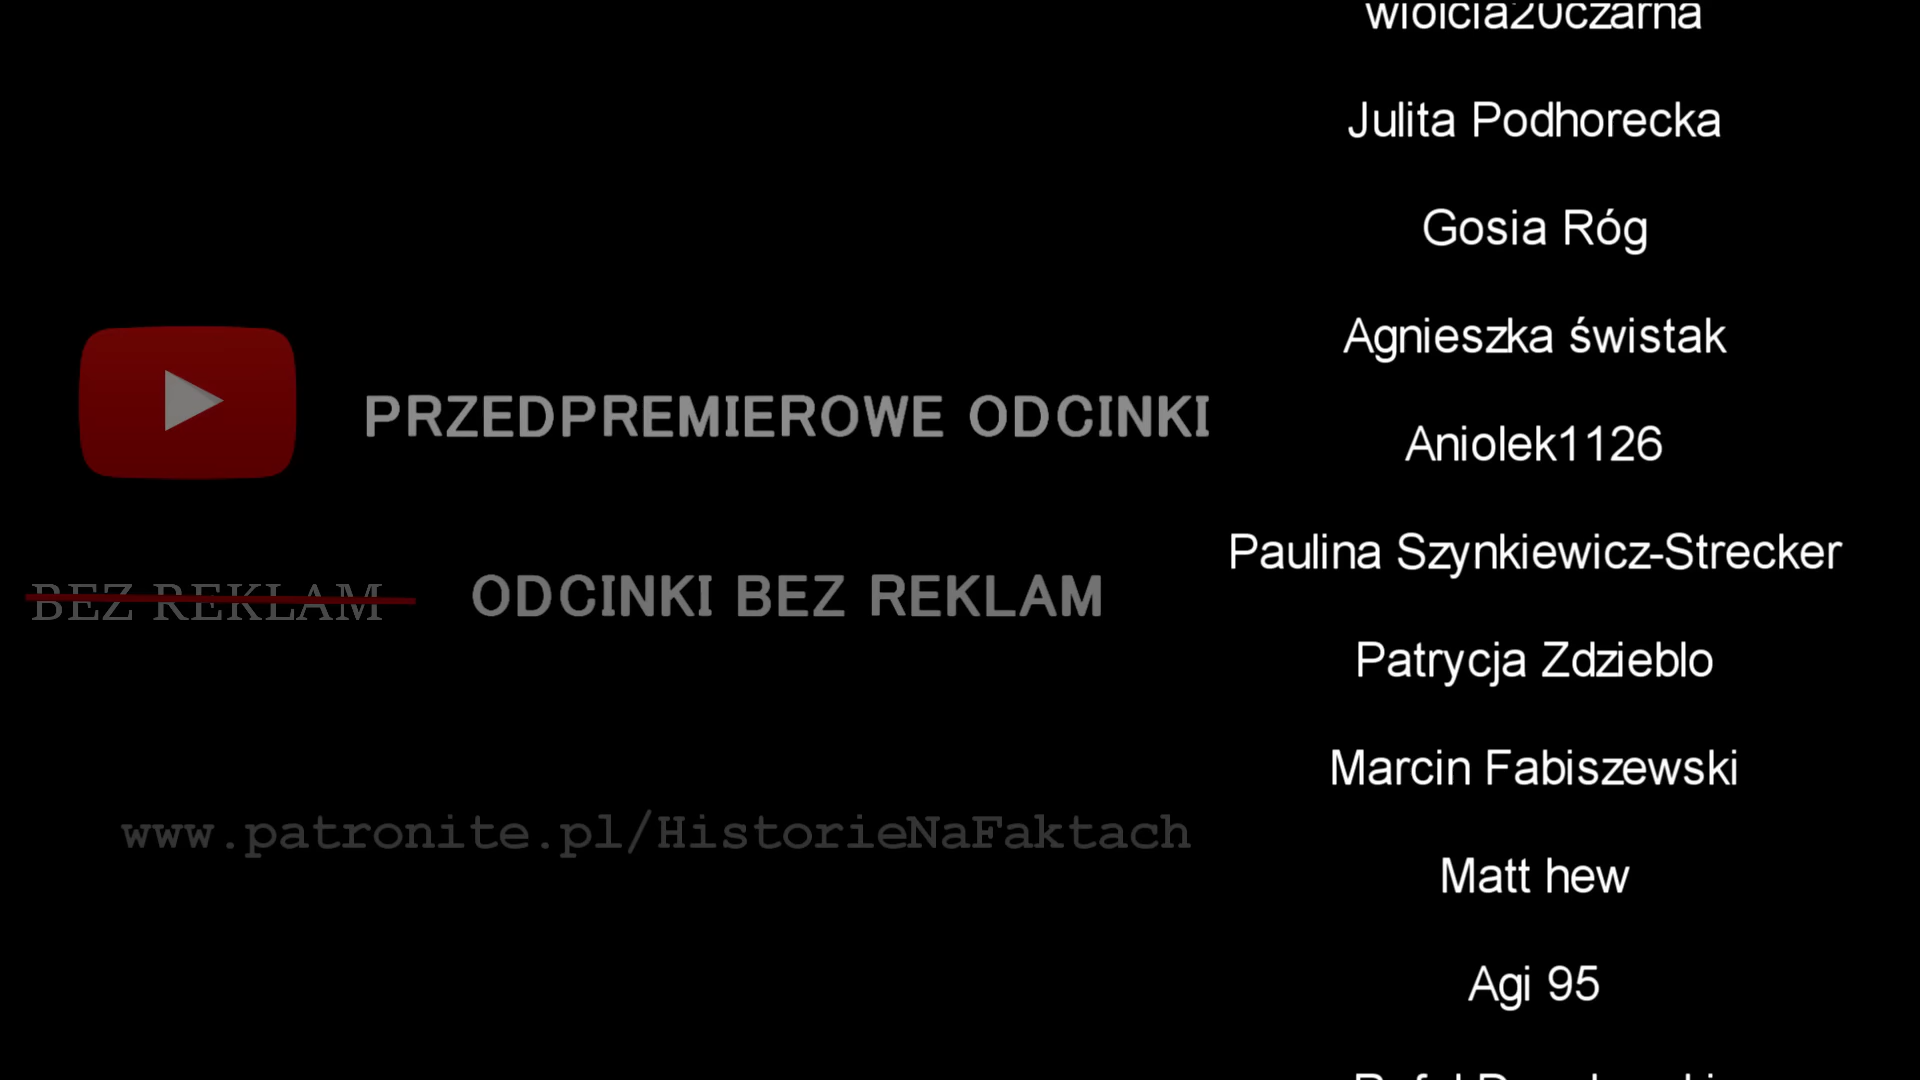 Julita Podhorecka
Gosia Róg
Agnieszka świstak
Aniolek1126
Paulina Szynkiewicz-Strecker
Patrycja Zdzieblo
Marcin Fabiszewski
Matt hew
Agi 95
PRZEDPREMIEROWE ODCINKI
BEZ REKLAM
ODCINKI BEZ REKLAM
www.patronite.pl/HistorieNaFaktach